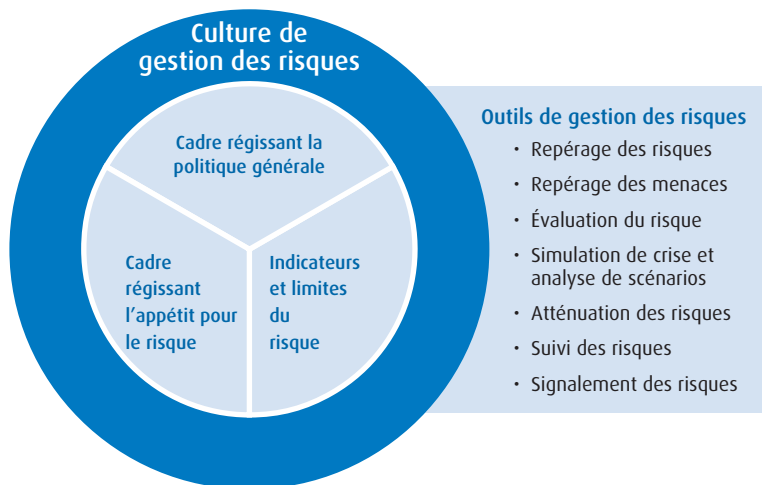 Culture de
gestion des risques
Cadre régissant la
politique générale
Cadre
régissant
l'appétit pour
le risque
Indicateurs
et limites
du
risque
Outils de gestion des risques
• Repérage des risques
• Repérage des menaces
• Évaluation du risque
• Simulation de crise et
analyse de scénarios
• Atténuation des risques
• Suivi des risques
• Signalement des risques